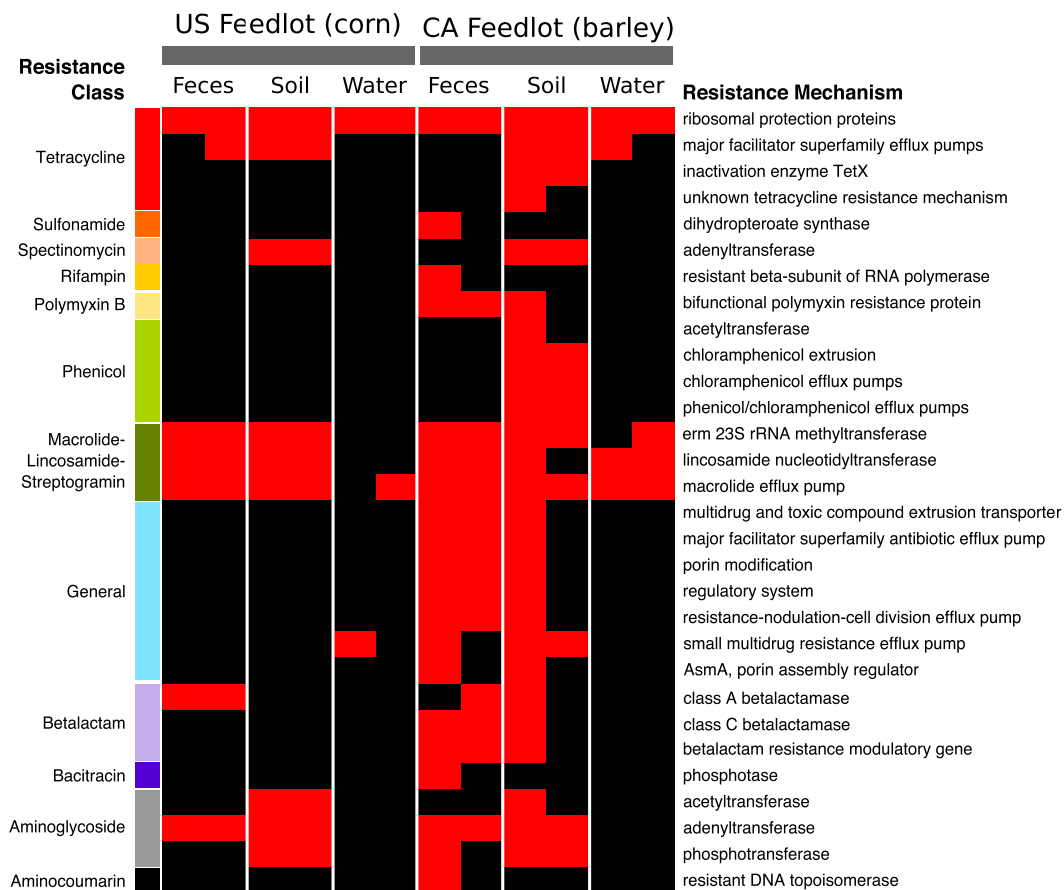 US Feedlot (corn)
CA Feedlot (barley)
Resistance
Class
Feces
Soil
Water
Feces
Soil
Water
Resistance Mechanism
Tetracycline
Sulfonamide
Spectinomycin
Rifampin
Polymyxin B
Phenicol
Macrolide-
Lincosamide-
Streptogramin
General
Betalactam
Bacitracin
Aminoglycoside
Aminocoumarin
ribosomal protection proteins
major facilitator superfamily efflux pumps
inactivation enzyme TetX
unknown tetracycline resistance mechanism
dihydropteroate synthase
adenyltransferase
resistant beta-subunit of RNA polymerase
bifunctional polymyxin resistance protein
acetyltransferase
chloramphenicol extrusion
chloramphenicol efflux pumps
phenicol/chloramphenicol efflux pumps
erm 23S rRNA methyltransferase
lincosamide nucleotidyltransferase
macrolide efflux pump
multidrug and toxic compound extrusion transporter
major facilitator superfamily antibiotic efflux pump
porin modification
regulatory system
resistance-nodulation-cell division efflux pump
small multidrug resistance efflux pump
AsmA, porin assembly regulator
class A betalactamase
class C betalactamase
betalactam resistance modulatory gene
phosphotase
acetyltransferase
adenyltransferase
phosphotransferase
resistant DNA topoisomerase